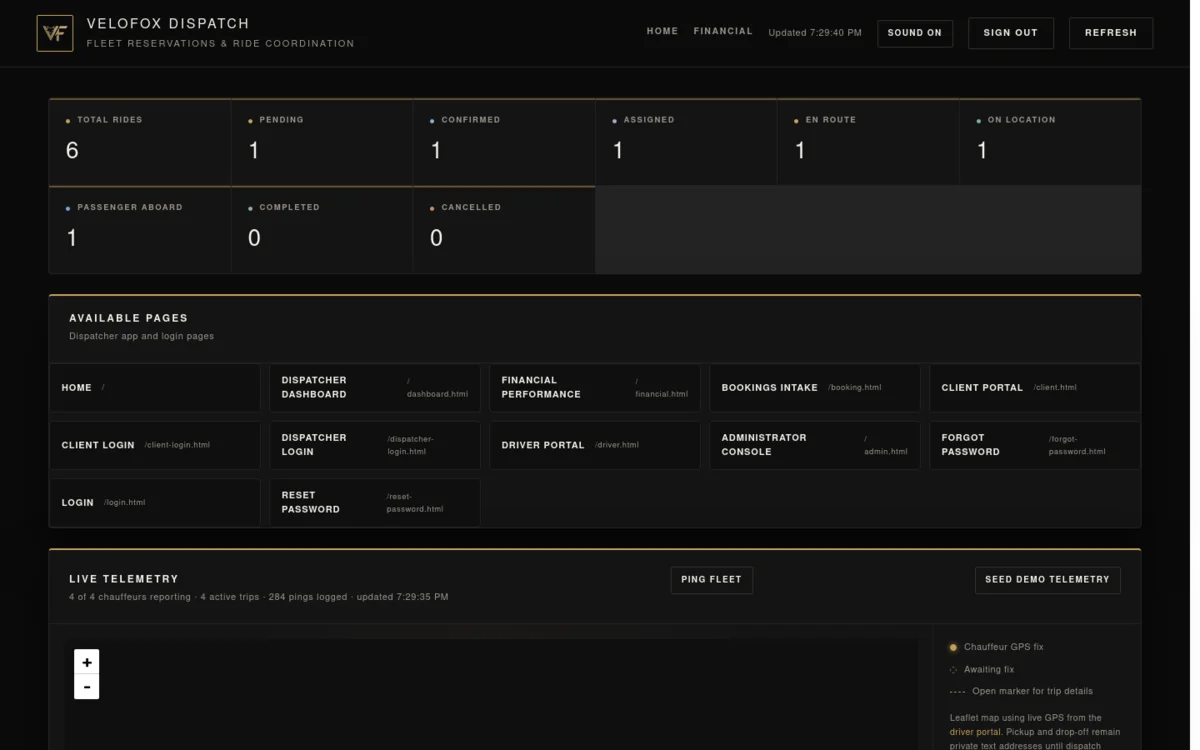 VF
VELOFOX DISPATCH
FLEET RESERVATIONS & RIDE COORDINATION
HOME FINANCIAL Updated 7:29:40 PM SOUND ON SIGN OUT REFRESH
TOTAL RIDES PENDING CONFIRMED ASSIGNED EN ROUTE ON LOCATION
6 1 1 1 1 1
PASSENGER ABOARD COMPLETED CANCELLED
1 0 0
AVAILABLE PAGES
Dispatcher app and login pages
HOME /
DISPATCHER
DASHBOARD
/
dashboard.html
FINANCIAL
PERFORMANCE
/
financial.html
BOOKINGS INTAKE /booking.html
CLIENT PORTAL /client.html
CLIENT LOGIN /client-login.html
DISPATCHER
LOGIN
/dispatcher-
login.html
DRIVER PORTAL /driver.html
ADMINISTRATOR
CONSOLE
/
admin.html
FORGOT
PASSWORD
/forgot-
password.html
LOGIN /login.html
RESET
PASSWORD
/reset-
password.html
LIVE TELEMETRY
4 of 4 chauffeurs reporting · 4 active trips · 284 pings logged · updated 7:29:35 PM
PING FLEET
SEED DEMO TELEMETRY
+
-
Chauffeur GPS fix
Awaiting fix
Open marker for trip details
Leaflet map using live GPS from the
driver portal. Pickup and drop-off remain
private text addresses until dispatch